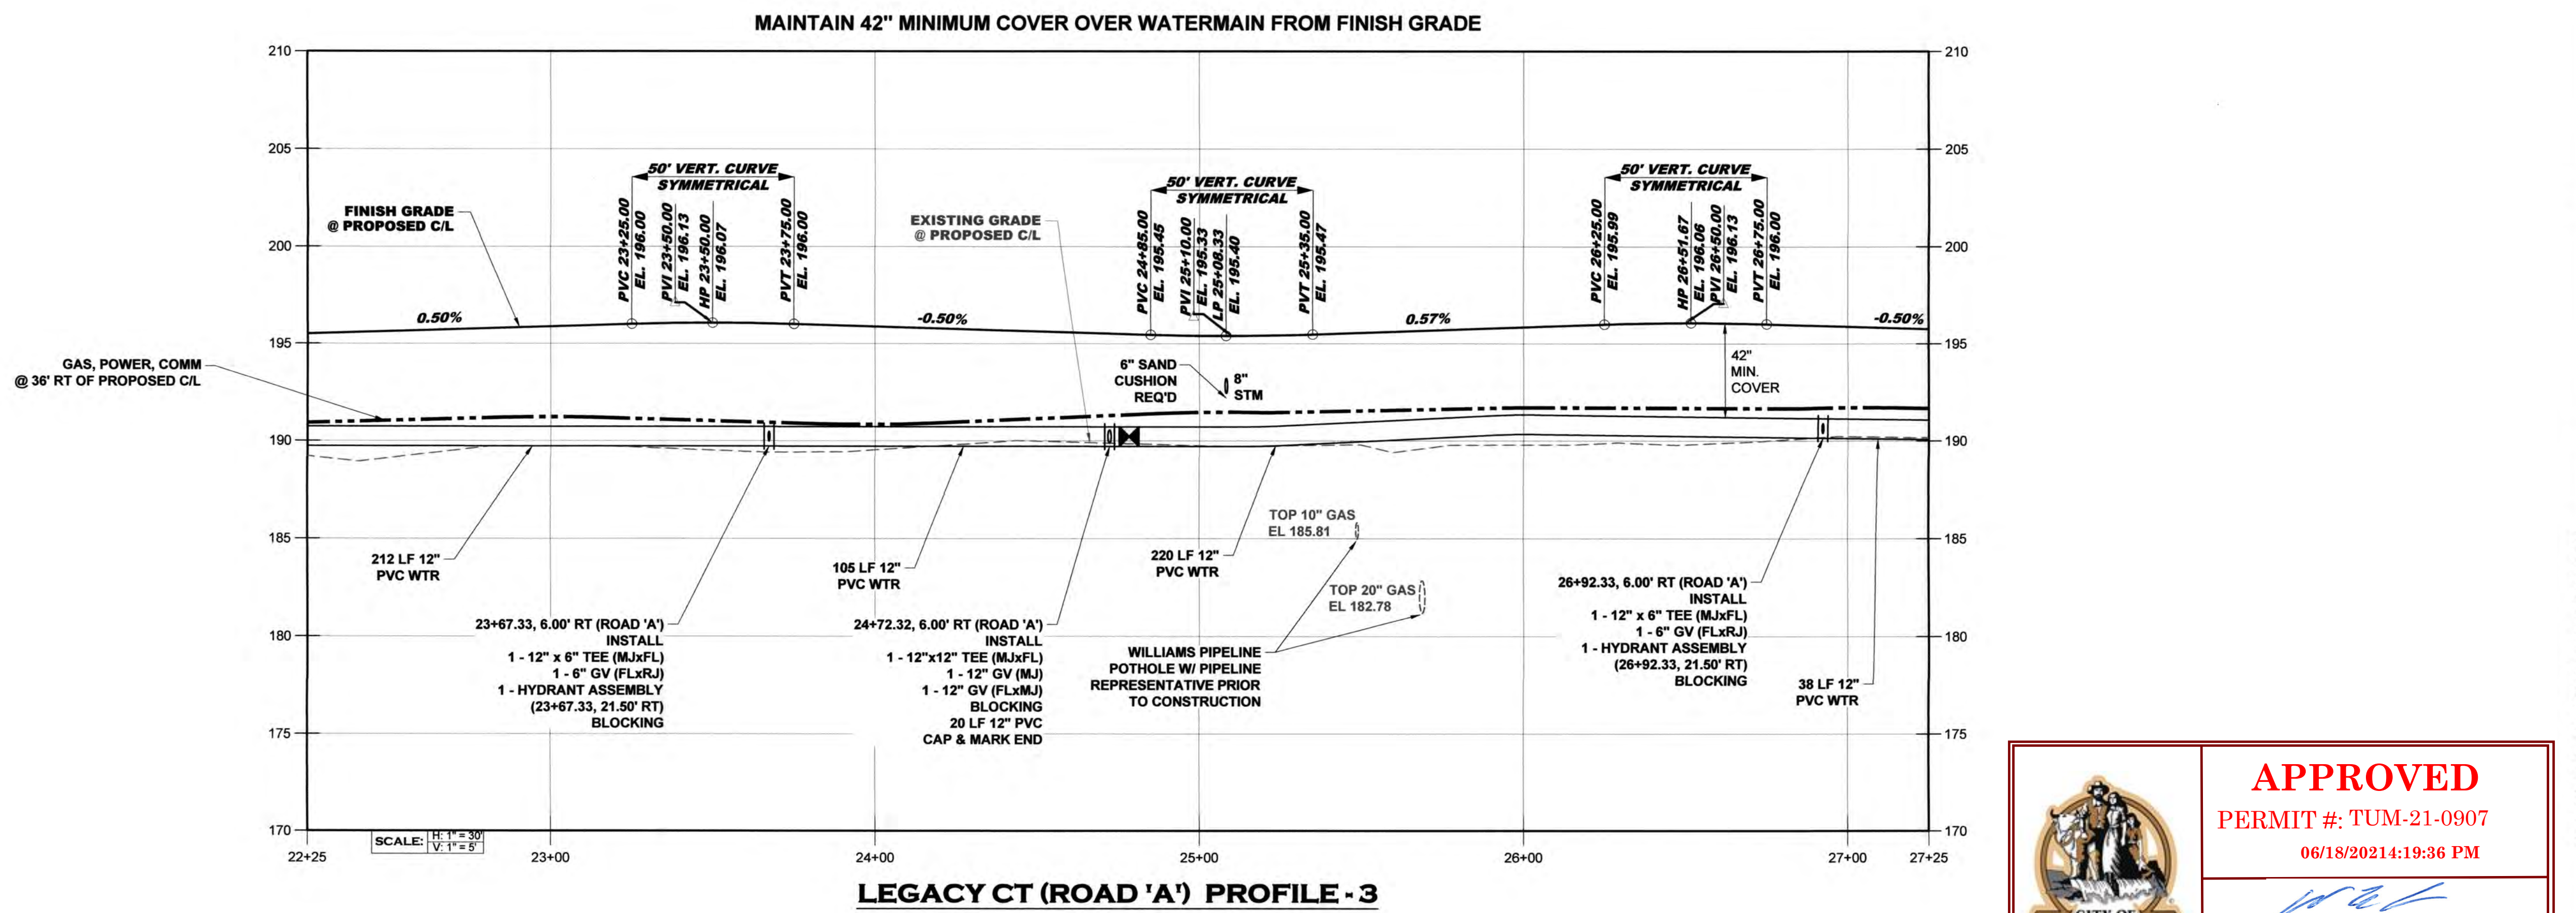 MAINTAIN 42" MINIMUM COVER OVER WATERMAIN FROM FINISH GRADE
210
210
205
205
200
200
195
195
190
190
185
185
180
180
175
175
170
170
FINISH GRADE
@ PROPOSED C/L
0.50%
50' VERT. CURVE
SYMMETRICAL
PVC 23+25.00
EL. 196.00
PVI 23+50.00
EL. 196.13
HP 23+50.00
EL. 196.07
PVT 23+75.00
EL. 196.00
EXISTING GRADE
@ PROPOSED C/L
-0.50%
50' VERT. CURVE
SYMMETRICAL
PVC 24+85.00
EL. 195.45
PVI 25+10.00
EL. 195.33
LP 25+08.33
EL. 195.40
PVT 25+35.00
EL. 195.47
0.57%
50' VERT. CURVE
SYMMETRICAL
PVC 26+25.00
EL. 195.99
HP 26+51.67
EL. 196.06
PVI 26+50.00
EL. 196.13
PVT 26+75.00
EL. 196.00
-0.50%
GAS, POWER, COMM
@ 36' RT OF PROPOSED C/L
6" SAND
CUSHION
REQ'D
8"
STM
42"
MIN.
COVER
212 LF 12"
PVC WTR
23+67.33, 6.00' RT (ROAD 'A')
INSTALL
1 - 12" x 6" TEE (MJxFL)
1 - 6" GV (FLxRJ)
1 - HYDRANT ASSEMBLY
(23+67.33, 21.50' RT)
BLOCKING
105 LF 12"
PVC WTR
24+72.32, 6.00' RT (ROAD 'A')
INSTALL
1 - 12"x12" TEE (MJxFL)
1 - 12" GV (MJ)
1 - 12" GV (FLxMJ)
BLOCKING
20 LF 12" PVC
CAP & MARK END
220 LF 12"
PVC WTR
TOP 10" GAS
EL 185.81
TOP 20" GAS
EL 182.78
WILLIAMS PIPELINE
POTHOLE W/ PIPELINE
REPRESENTATIVE PRIOR
TO CONSTRUCTION
26+92.33, 6.00' RT (ROAD 'A')
INSTALL
1 - 12" x 6" TEE (MJxFL)
1 - 6" GV (FLxRJ)
1 - HYDRANT ASSEMBLY
(26+92.33, 21.50' RT)
BLOCKING
38 LF 12"
PVC WTR
SCALE:
H: 1" = 30'
V: 1" = 5'
22+25
23+00
24+00
25+00
26+00
27+00
27+25
LEGACY CT (ROAD 'A') PROFILE - 3
APPROVED
PERMIT #: TUM-21-0907
06/18/20214:19:36 PM
CITY OF